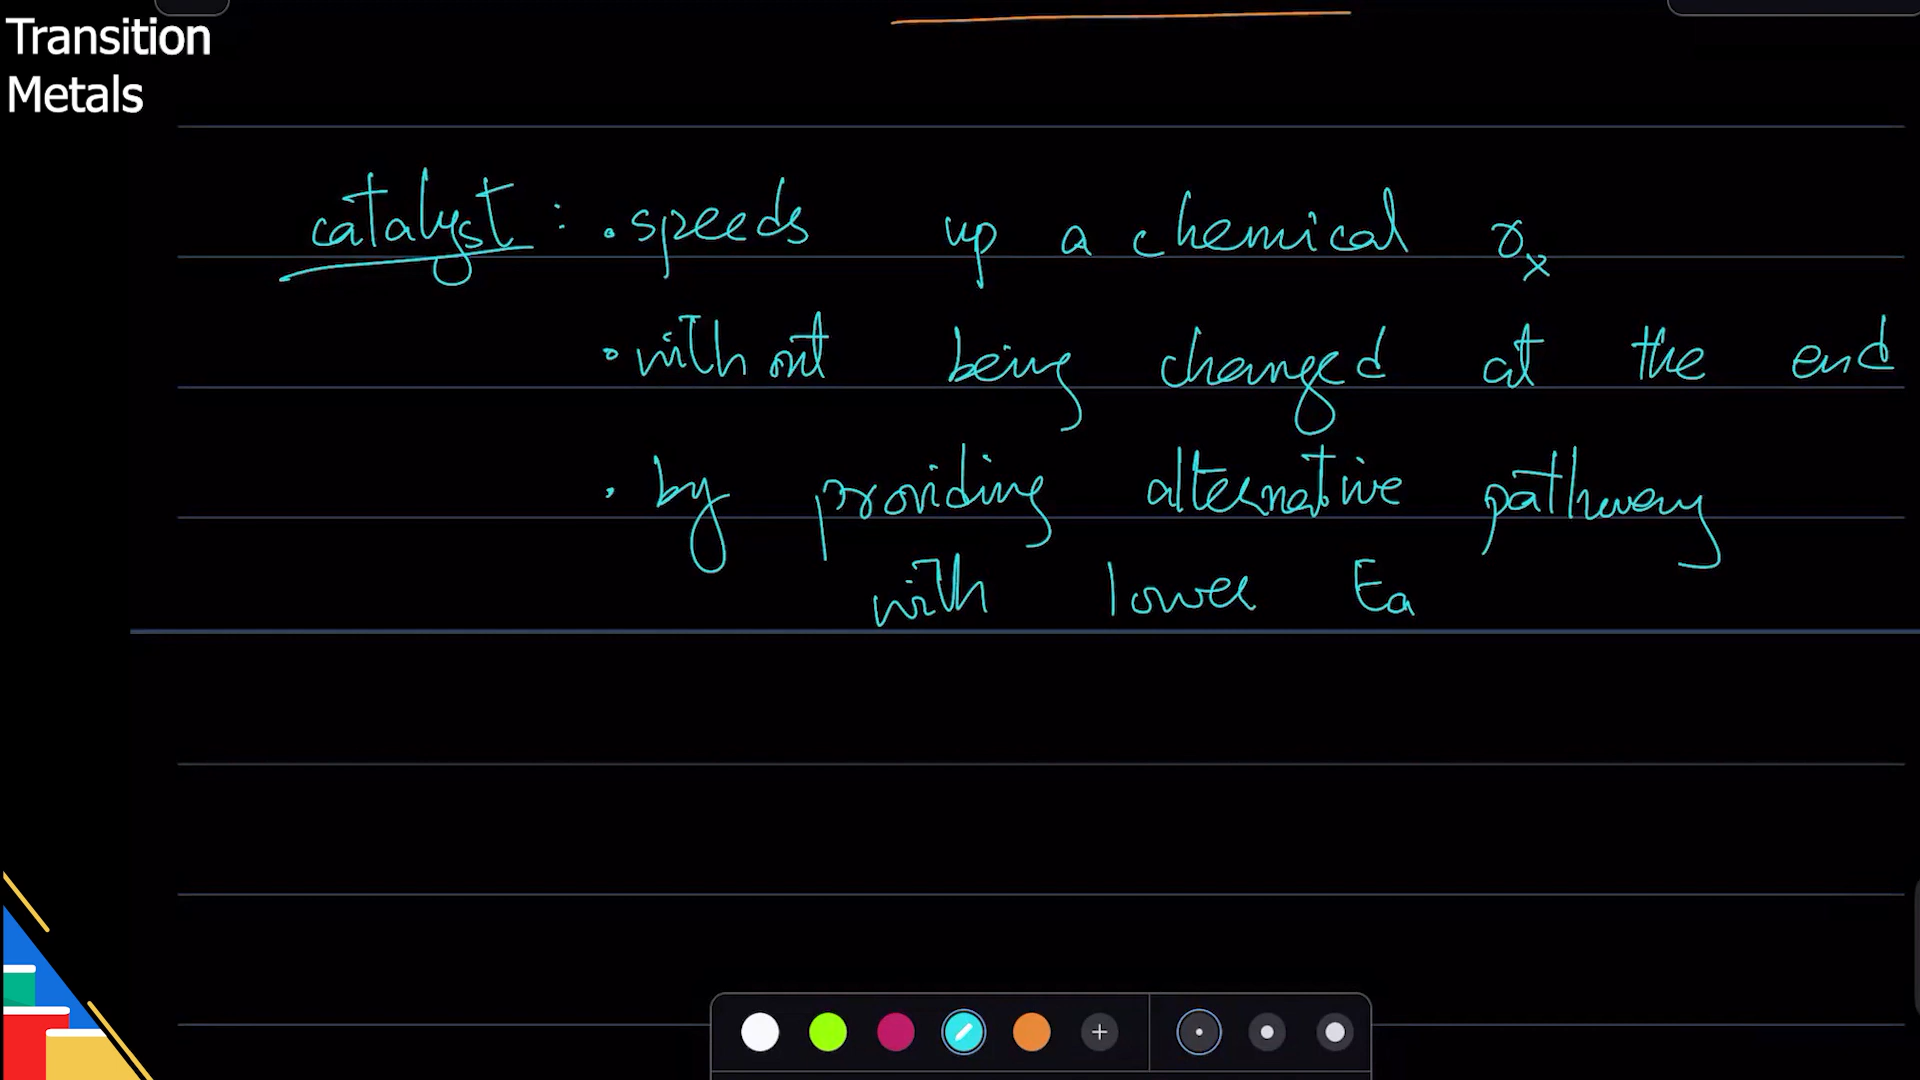 Transition
Metals
catalyst : • speeds up a chemical rx
• without being changed at the end
• by providing alternative pathway
with lower Ea